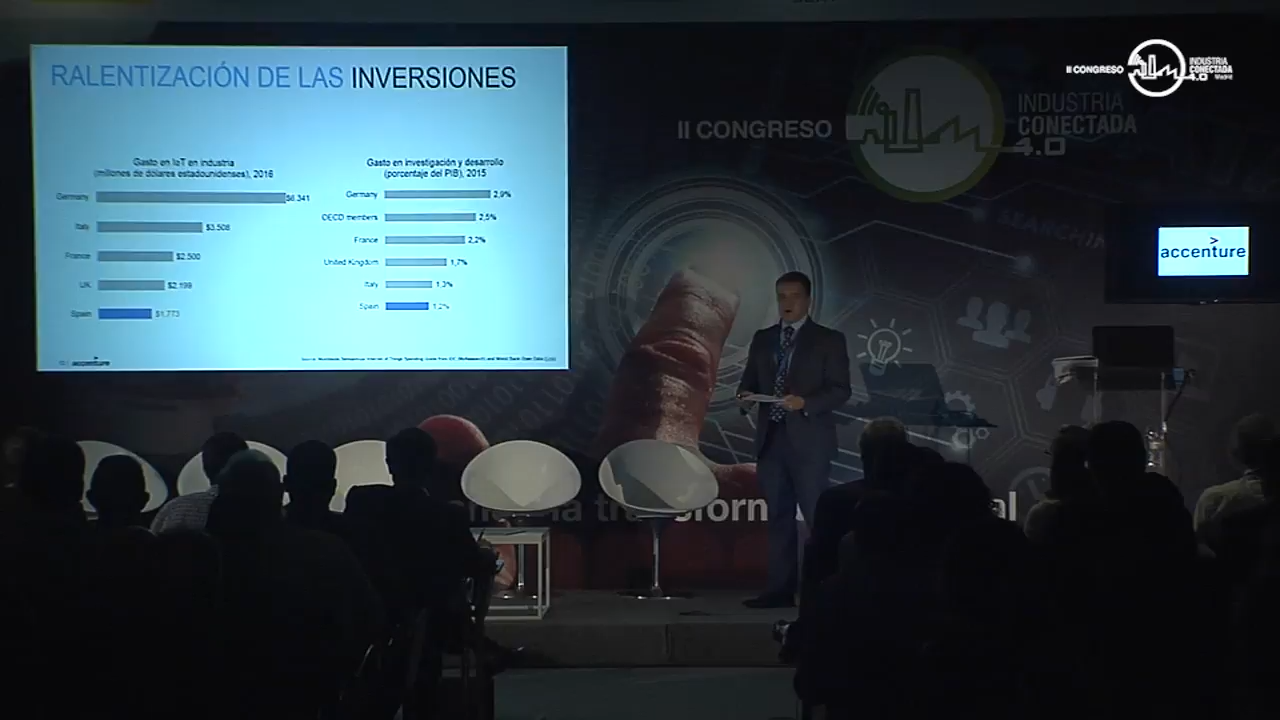 RALENTIZACIÓN DE LAS INVERSIONES
Gasto en IoT en industria
(millones de dólares estadounidenses), 2016
Germany $6.341
Italy $3.508
France $2.500
UK $2.199
Spain $1,773
Gasto en investigación y desarrollo
(porcentaje del PIB), 2015
Germany 2,9%
OECD members 2,5%
France 2,2%
United Kingdom 1,7%
Italy 1,3%
Spain 1,2%
accenture
II CONGRESO
INDUSTRIA
CONECTADA
4.0
II CONGRESO
INDUSTRIA
CONECTADA
4.0 Madrid
SEARCHIN
accenture